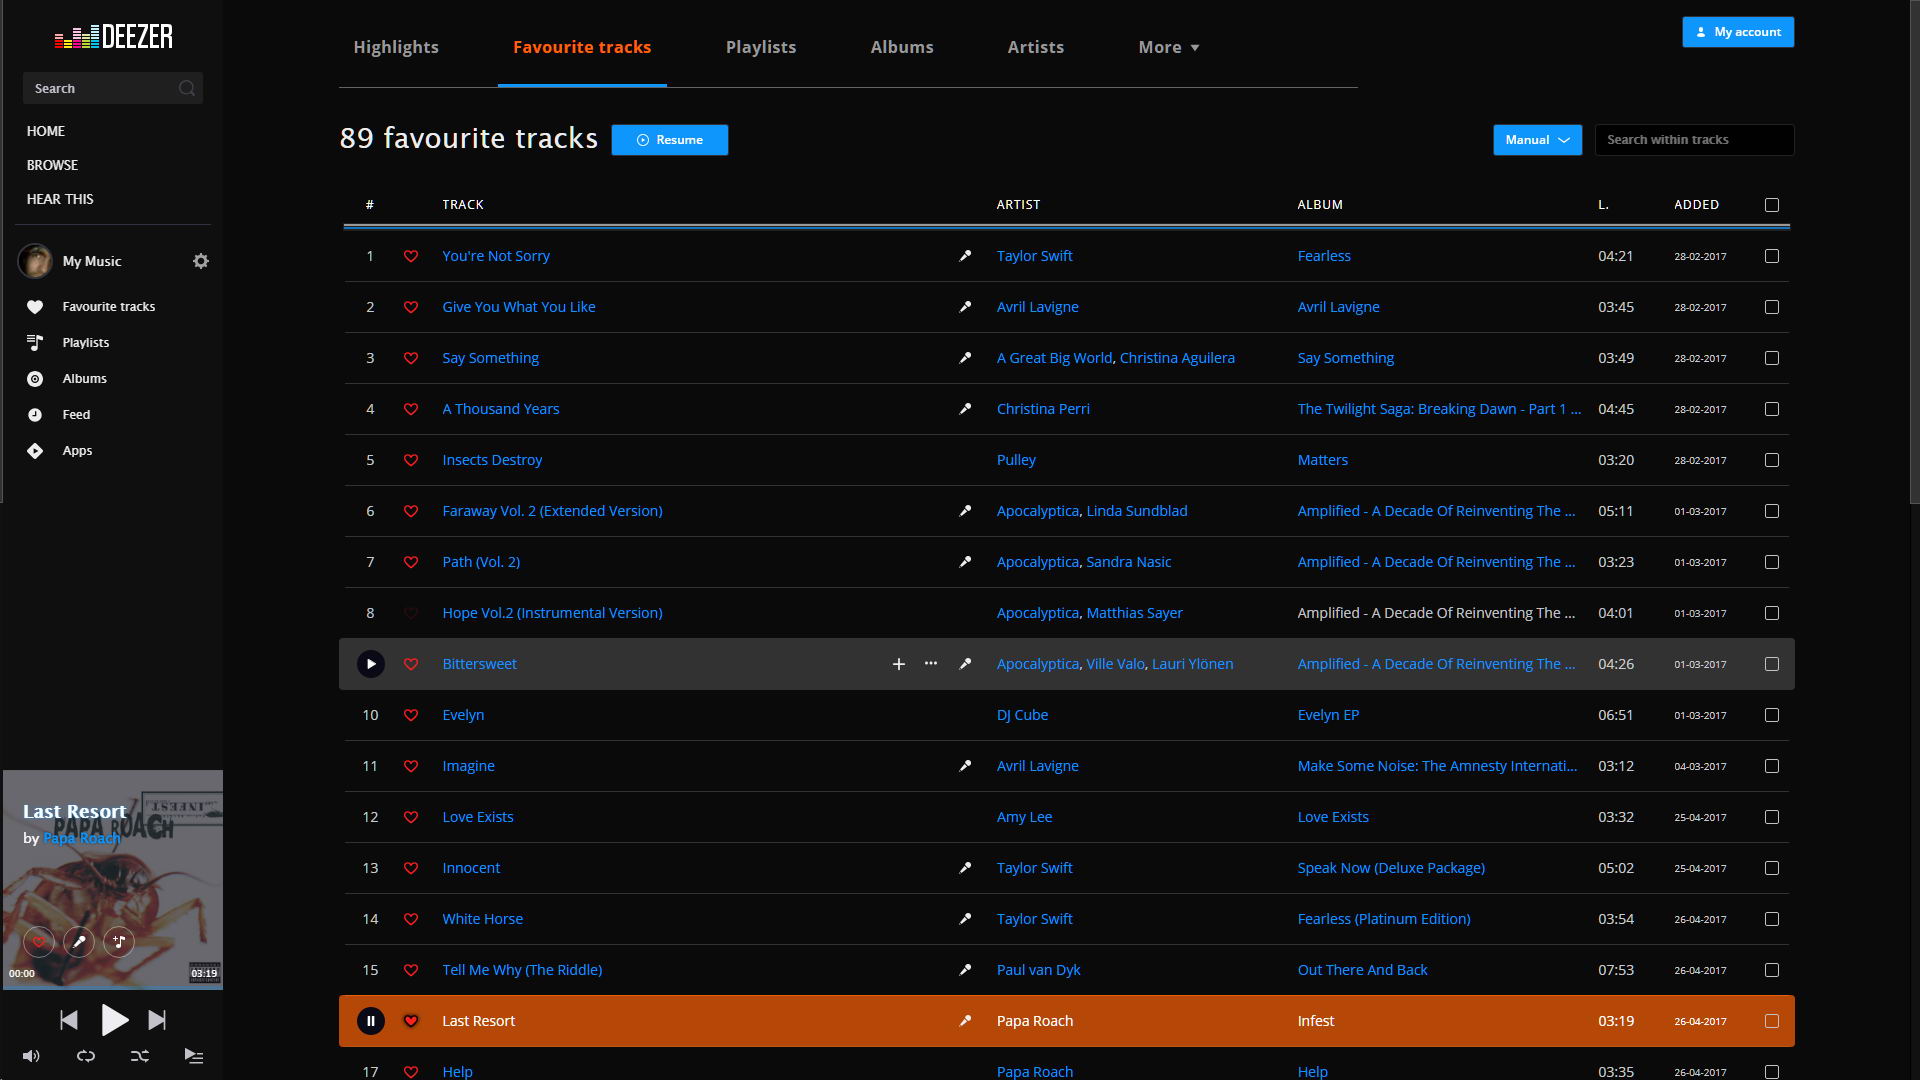 DEEZER
Search
HOME
BROWSE
HEAR THIS
My Music
Favourite tracks
Playlists
Albums
Feed
Apps
Last Resort
by Papa Roach
INFEST
PAPA ROACH
00:00 03:19
Highlights Favourite tracks Playlists Albums Artists More
My account
89 favourite tracks Resume Manual Search within tracks
# TRACK ARTIST ALBUM L. ADDED
1 You're Not Sorry Taylor Swift Fearless 04:21 28-02-2017
2 Give You What You Like Avril Lavigne Avril Lavigne 03:45 28-02-2017
3 Say Something A Great Big World, Christina Aguilera Say Something 03:49 28-02-2017
4 A Thousand Years Christina Perri The Twilight Saga: Breaking Dawn - Part 1 ... 04:45 28-02-2017
5 Insects Destroy Pulley Matters 03:20 28-02-2017
6 Faraway Vol. 2 (Extended Version) Apocalyptica, Linda Sundblad Amplified - A Decade Of Reinventing The ... 05:11 01-03-2017
7 Path (Vol. 2) Apocalyptica, Sandra Nasic Amplified - A Decade Of Reinventing The ... 03:23 01-03-2017
8 Hope Vol.2 (Instrumental Version) Apocalyptica, Matthias Sayer Amplified - A Decade Of Reinventing The ... 04:01 01-03-2017
Bittersweet Apocalyptica, Ville Valo, Lauri Ylönen Amplified - A Decade Of Reinventing The ... 04:26 01-03-2017
10 Evelyn DJ Cube Evelyn EP 06:51 01-03-2017
11 Imagine Avril Lavigne Make Some Noise: The Amnesty Internati... 03:12 04-03-2017
12 Love Exists Amy Lee Love Exists 03:32 25-04-2017
13 Innocent Taylor Swift Speak Now (Deluxe Package) 05:02 25-04-2017
14 White Horse Taylor Swift Fearless (Platinum Edition) 03:54 26-04-2017
15 Tell Me Why (The Riddle) Paul van Dyk Out There And Back 07:53 26-04-2017
Last Resort Papa Roach Infest 03:19 26-04-2017
17 Help Papa Roach Help 03:35 26-04-2017